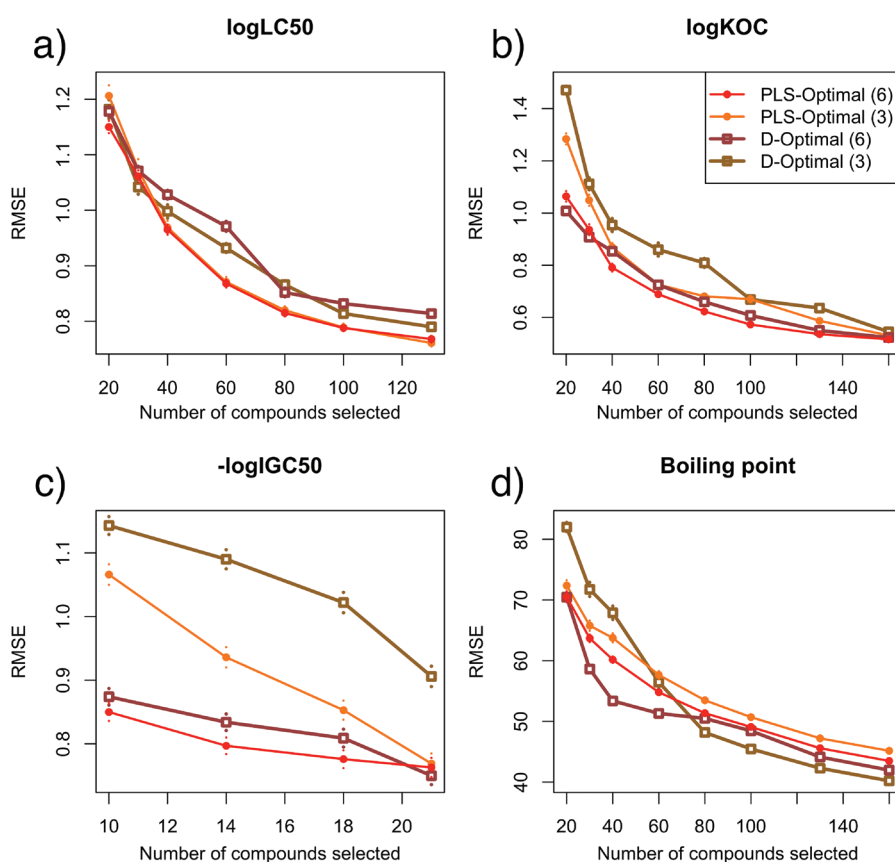 a)
logLC50
RMSE
1.2
1.1
1.0
0.9
0.8
20 40 60 80 100 120
Number of compounds selected
b)
logKOC
RMSE
1.4
1.2
1.0
0.8
0.6
PLS-Optimal (6)
PLS-Optimal (3)
D-Optimal (6)
D-Optimal (3)
20 40 60 80 100 140
Number of compounds selected
c)
-logIGC50
RMSE
1.1
1.0
0.9
0.8
10 12 14 16 18 20
Number of compounds selected
d)
Boiling point
RMSE
80
70
60
50
40
20 40 60 80 100 140
Number of compounds selected